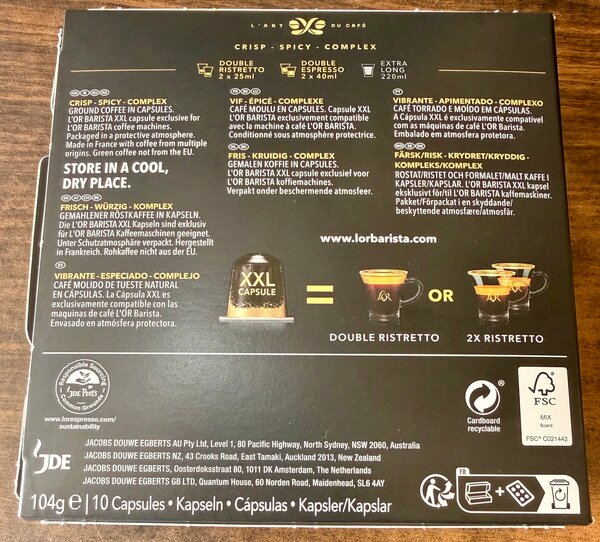 L'ART DU CAFÉ
CRISP - SPICY - COMPLEX
DOUBLE
RISTRETTO
2 x 25ml
DOUBLE
ESPRESSO
2 x 40ml
EXTRA
LONG
220ml
CRISP - SPICY - COMPLEX
GROUND COFFEE IN CAPSULES.
L'OR BARISTA XXL capsule exclusive for
L'OR BARISTA coffee machines.
Packaged in a protective atmosphere.
Made in France with coffee from multiple
origins. Green coffee not from the EU.
STORE IN A COOL,
DRY PLACE.
FRISCH - WÜRZIG - KOMPLEX
GEMAHLENER RÖSTKAFFEE IN KAPSELN.
Die L'OR BARISTA XXL Kapseln sind exklusiv
für L'OR BARISTA Kaffeemaschinen geeignet.
Unter Schutzatmosphäre verpackt. Hergestellt
in Frankreich. Rohkaffee nicht aus der EU.
ES
VIBRANTE - ESPECIADO - COMPLEJO
CAFÉ MOLIDO DE TUESTE NATURAL
EN CÁPSULAS. La Cápsula XXL es
exclusivamente compatible con las
máquinas de café L'OR Barista.
Envasado en atmósfera protectora.
VIF - ÉPICÉ - COMPLEXE
CAFÉ MOULU EN CAPSULES. Capsule XXL
L'OR BARISTA exclusivement compatible
avec la machine à café L'OR BARISTA.
Conditionné sous atmosphère protectrice.
FRIS - KRUIDIG - COMPLEX
GEMALEN KOFFIE IN CAPSULES.
L'OR BARISTA XXL capsule exclusief voor
L'OR BARISTA koffiemachines.
Verpakt onder beschermende atmosfeer.
PT
VIBRANTE - APIMENTADO - COMPLEXO
CAFÉ TORRADO E MOÍDO EM CÁPSULAS.
A Cápsula XXL é exclusivamente compatível
com as máquinas de café L'OR Barista.
Embalado em atmosfera protetora.
FÄRSK/RISK - KRYDRET/KRYDDIG -
KOMPLEKS/KOMPLEX
ROSTAT/RISTET OCH FORMALET/MALT KAFFE I
KAPSLER/KAPSLAR. L'OR BARISTA XXL kapsel
eksklusivt för/til L'OR BARISTA kaffemaskiner.
Pakket/Förpackat i en skyddande/
beskyttende atmosfære/atmosfär.
www.lorbarista.com
XXL
CAPSULE
=
L'OR
OR
L'OR
DOUBLE RISTRETTO
2X RISTRETTO
Responsible Sourcing
JDE Peet's
Common Grounds
www.lorespresso.com/
sustainability
Cardboard
recyclable
FSC
MIX
Board
FSC® C021442
JDE
JACOBS DOUWE EGBERTS AU Pty Ltd, Level 1, 80 Pacific Highway, North Sydney, NSW 2060, Australia
JACOBS DOUWE EGBERTS NZ, 43 Crooks Road, East Tamaki, Auckland 2013, New Zealand
JACOBS DOUWE EGBERTS, Oosterdoksstraat 80, 1011 DK Amsterdam, The Netherlands
JACOBS DOUWE EGBERTS GB LTD, Quantum House, 60 Norden Road, Maidenhead, SL6 4AY
104g e | 10 Capsules • Kapseln • Cápsulas • Kapsler/Kapslar
FR
+